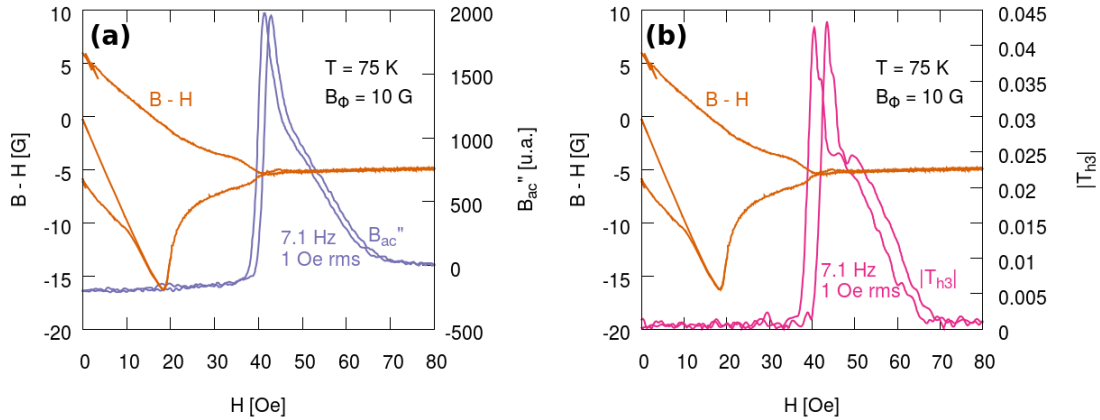 (a)
10
5
0
-5
-10
-15
-20
B - H [G]
0 10 20 30 40 50 60 70 80
H [Oe]
2000
1500
1000
500
0
-500
B_ac" [u.a.]
T = 75 K
B_Φ = 10 G
B - H
B_ac"
7.1 Hz
1 Oe rms
(b)
10
5
0
-5
-10
-15
-20
B - H [G]
0 10 20 30 40 50 60 70 80
H [Oe]
0.045
0.04
0.035
0.03
0.025
0.02
0.015
0.01
0.005
0
|T_h3|
T = 75 K
B_Φ = 10 G
B - H
7.1 Hz
1 Oe rms
|T_h3|